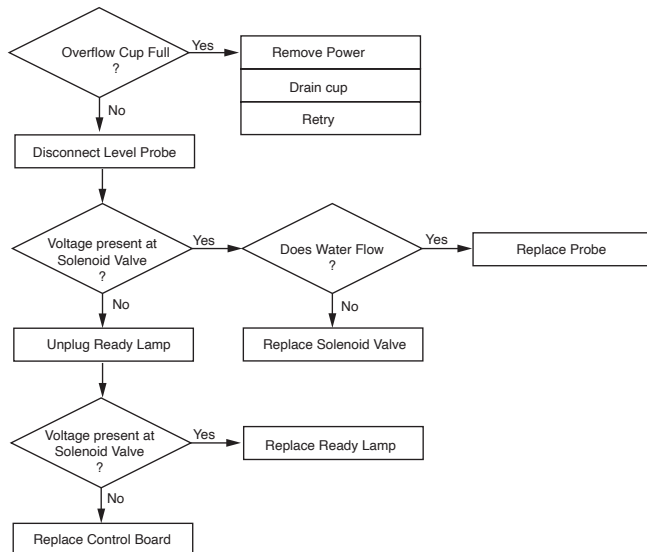 Overflow Cup Full
?
Yes
Remove Power
Drain cup
Retry
No
Disconnect Level Probe
Voltage present at
Solenoid Valve
?
Yes
Does Water Flow
?
Yes
Replace Probe
No
No
Unplug Ready Lamp
Replace Solenoid Valve
Voltage present at
Solenoid Valve
?
Yes
Replace Ready Lamp
No
Replace Control Board